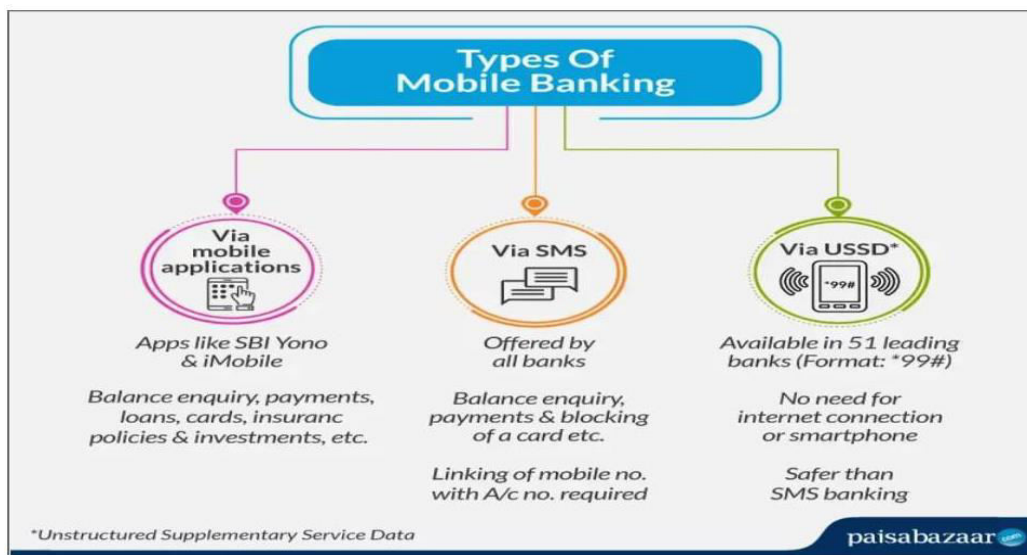 Types Of
Mobile Banking
Via
mobile
applications
Apps like SBI Yono
& iMobile
Balance enquiry, payments,
loans, cards, insuranc
policies & investments, etc.
Via SMS
Offered by
all banks
Balance enquiry,
payments & blocking
of a card etc.
Linking of mobile no.
with A/c no. required
Via USSD*
*99#
Available in 51 leading
banks (Format: *99#)
No need for
internet connection
or smartphone
Safer than
SMS banking
*Unstructured Supplementary Service Data
paisabazaar.com